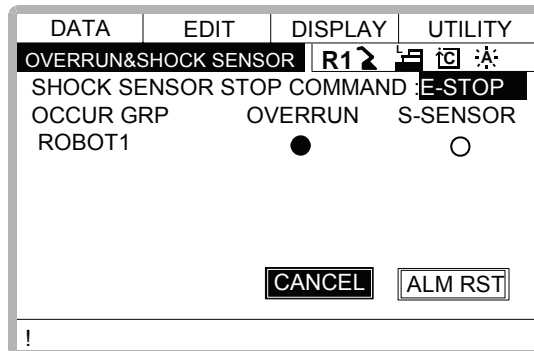 DATA EDIT DISPLAY UTILITY
OVERRUN&SHOCK SENSOR R1 L C A
SHOCK SENSOR STOP COMMAND :E-STOP
OCCUR GRP OVERRUN S-SENSOR
ROBOT1
CANCEL ALM RST
!